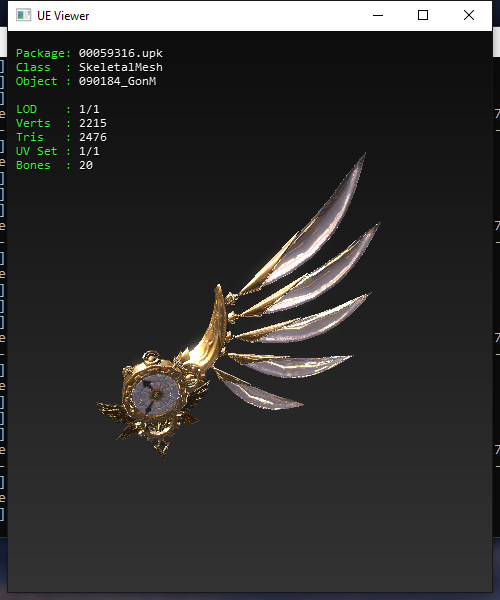 UE Viewer
Package: 00059316.upk
Class  : SkeletalMesh
Object : 090184_GonM
LOD    : 1/1
Verts  : 2215
Tris   : 2476
UV Set : 1/1
Bones  : 20